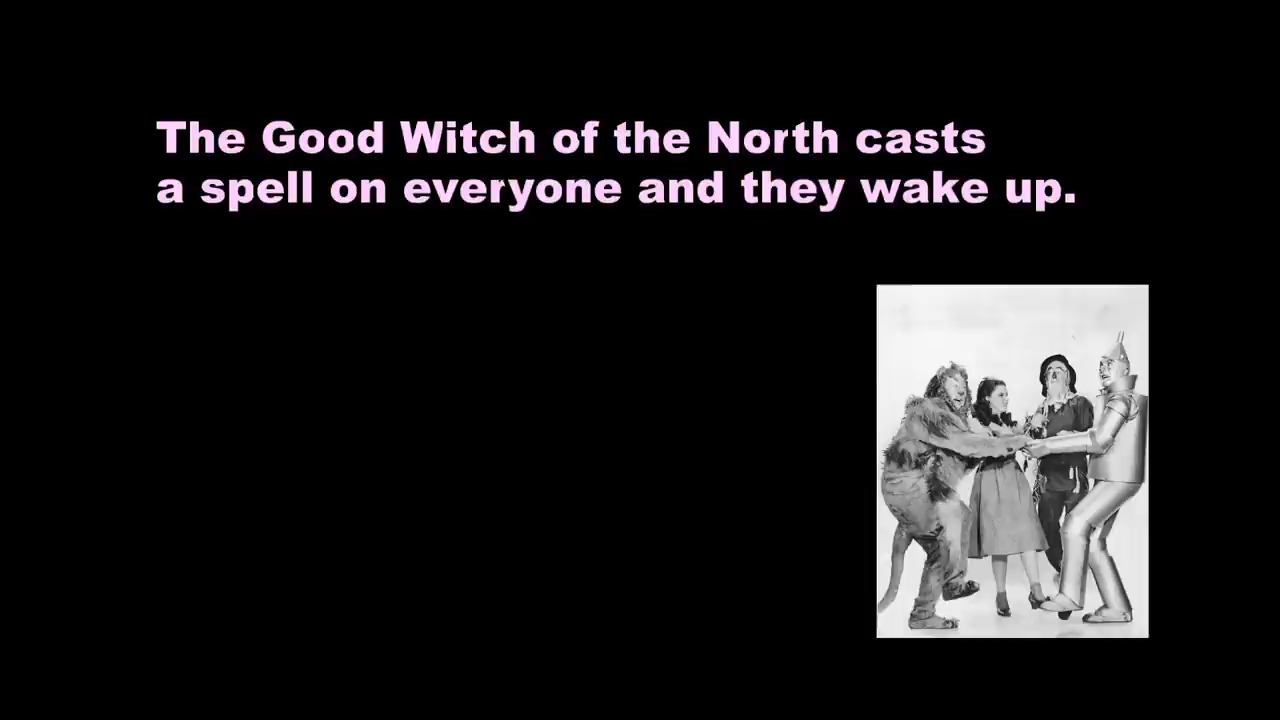 The Good Witch of the North casts
a spell on everyone and they wake up.